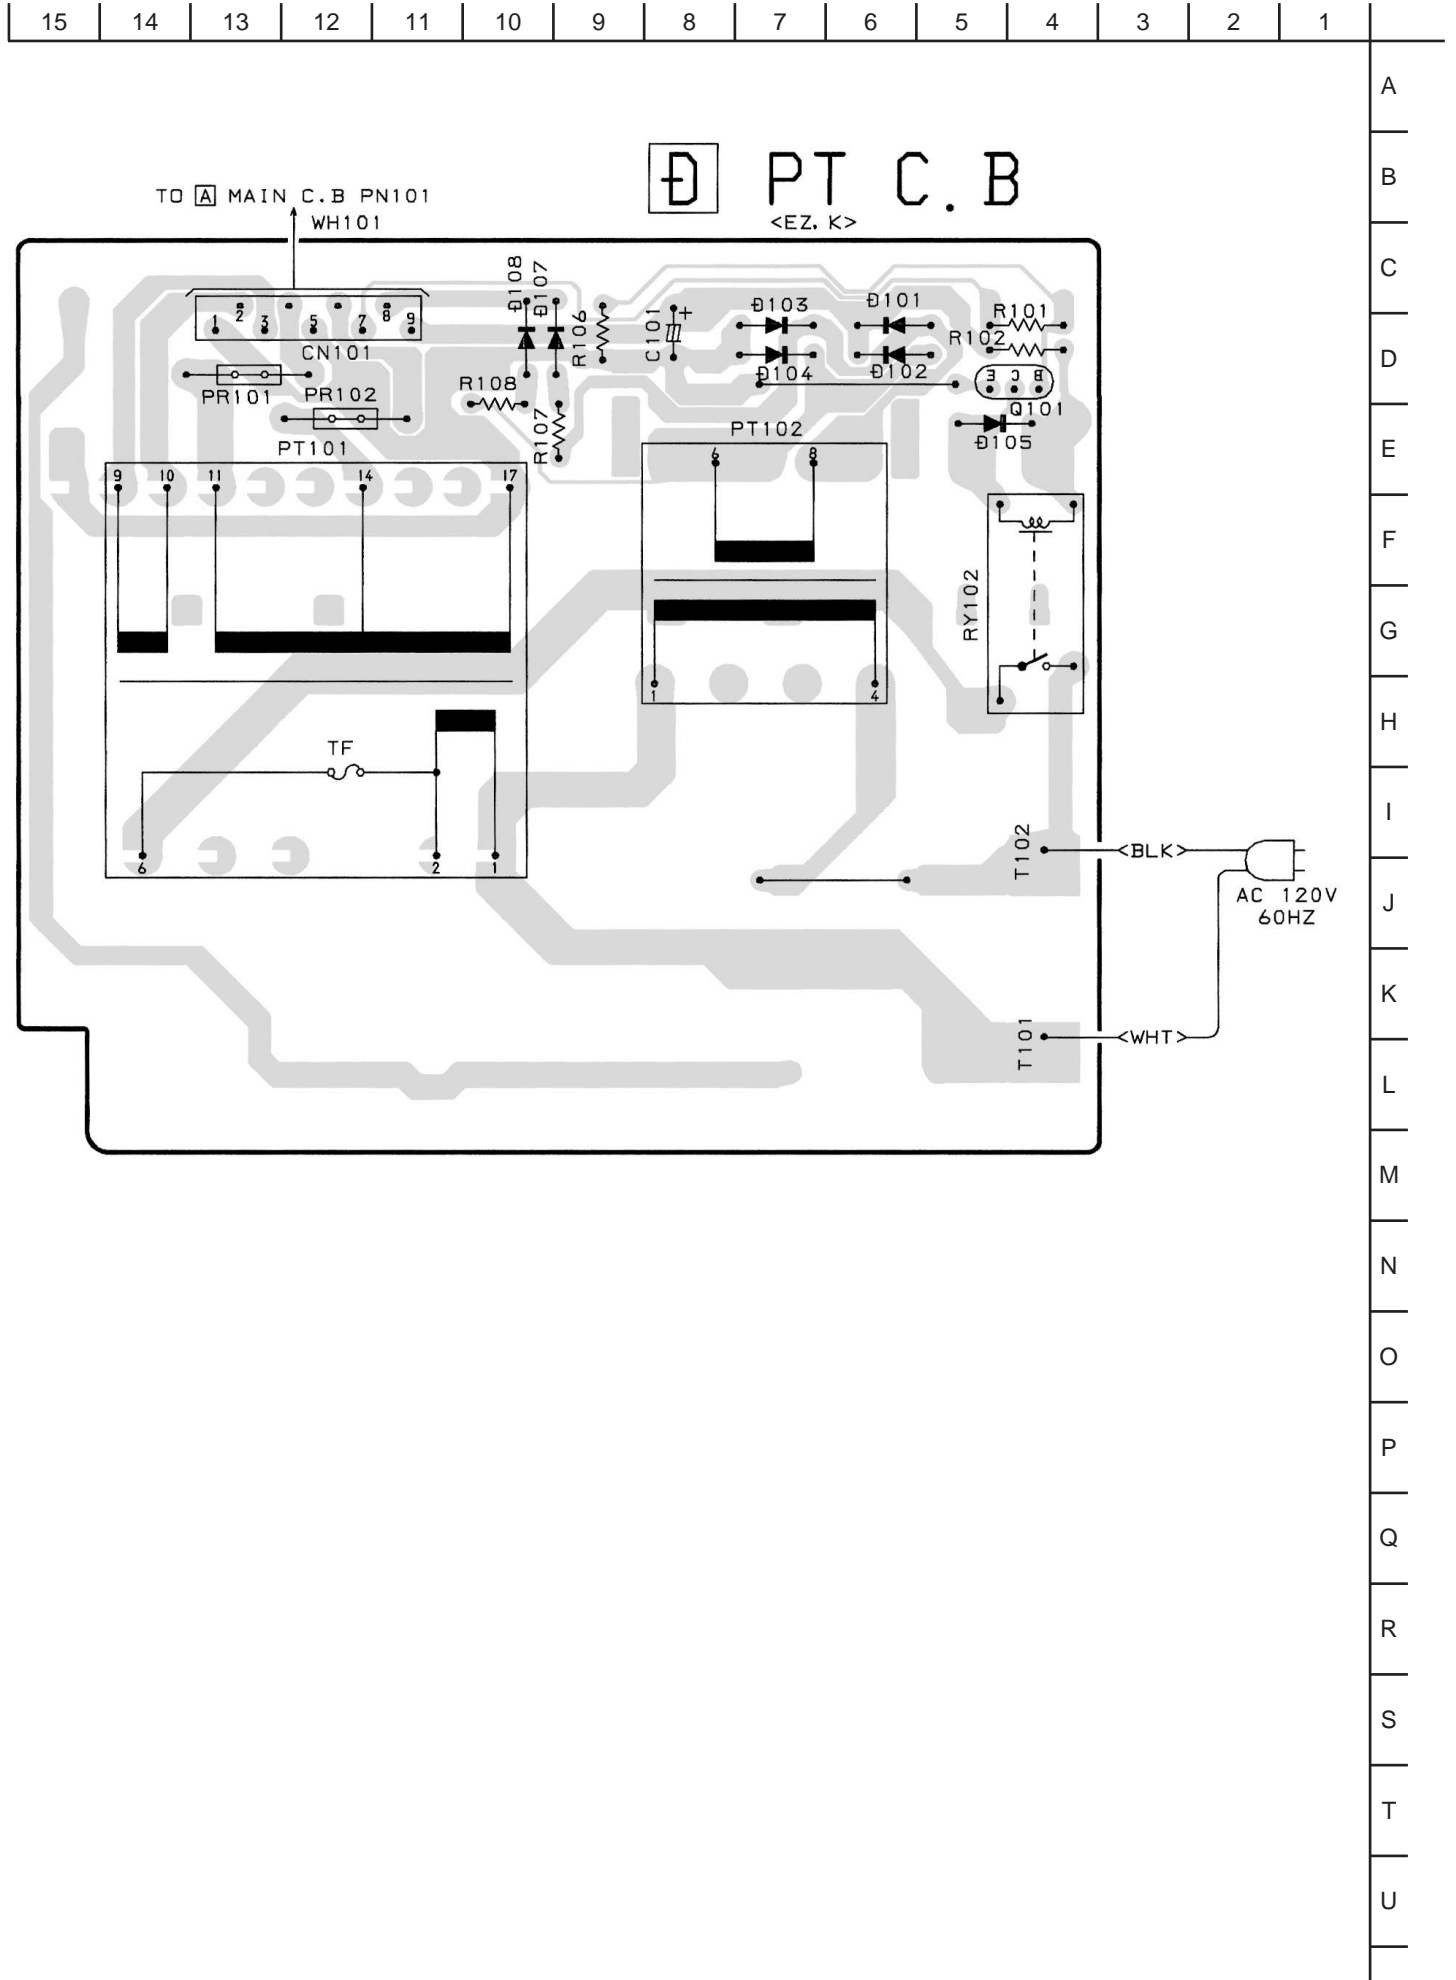 15 14 13 12 11 10 9 8 7 6 5 4 3 2 1
A
B
C
D
E
F
G
H
I
J
K
L
M
N
O
P
Q
R
S
T
U
D PT C.B
<EZ, K>
TO A MAIN C.B PN101
WH101
1 2 3 5 7 8 9
CN101
PR101
PR102
D108
D107
R106
C101 +
D103
D101
R101
R102
D104
D102
E C B
Q101
D105
R108
R107
PT101
9 10 11 14 17
TF
6 2 1
PT102
6 8
1 4
RY102
T102
<BLK>
AC 120V
60HZ
T101
<WHT>